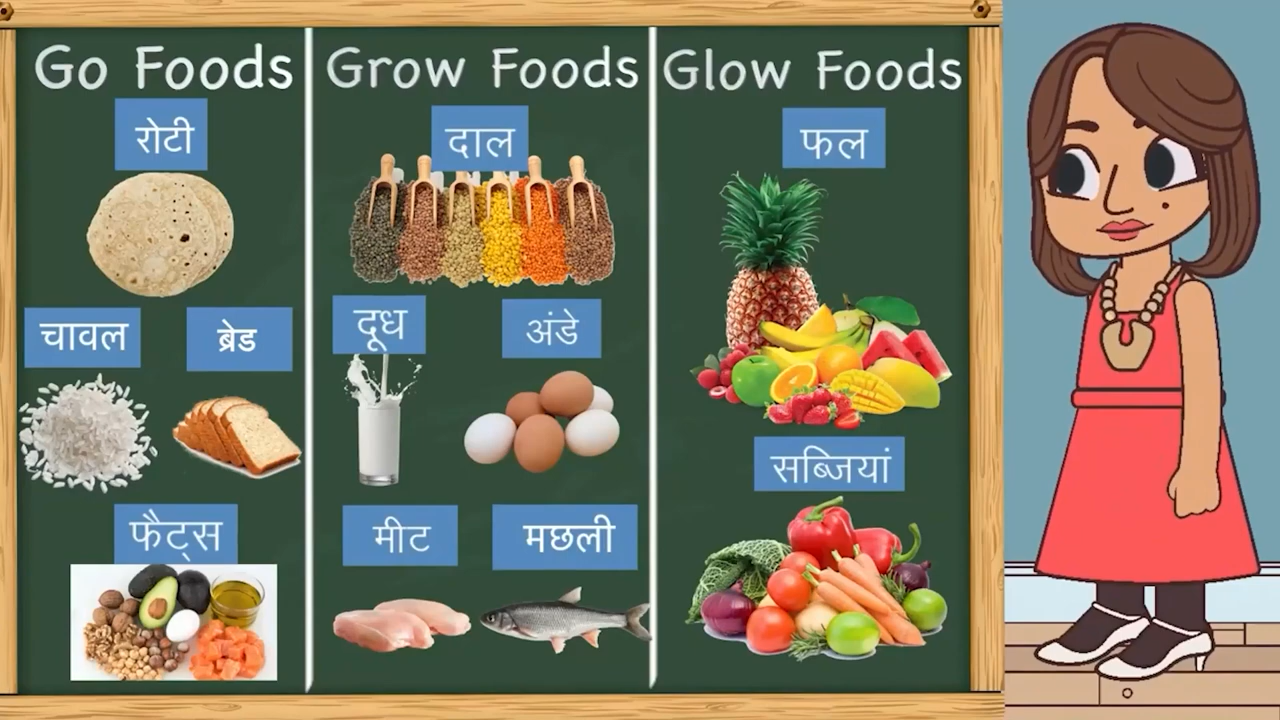 Go Foods
रोटी
चावल
ब्रेड
फैट्स
Grow Foods
दाल
दूध
अंडे
मीट
मछली
Glow Foods
फल
सब्जियां